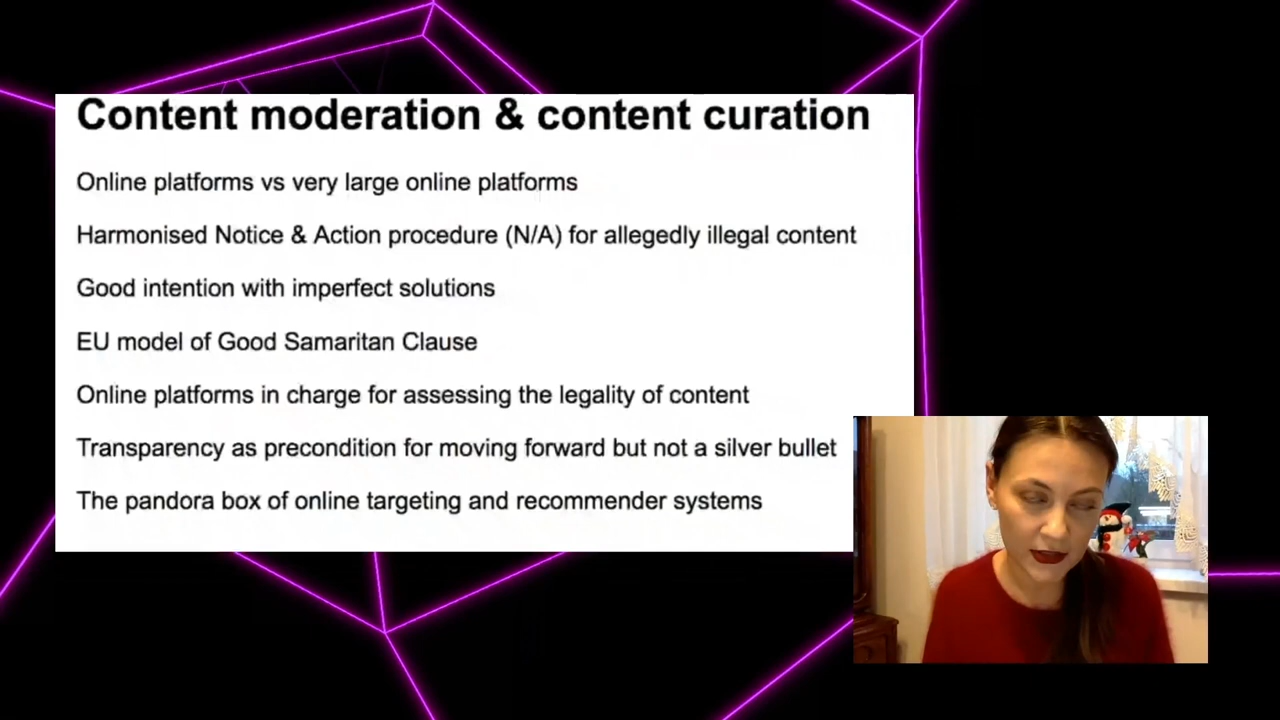 Content moderation & content curation
Online platforms vs very large online platforms
Harmonised Notice & Action procedure (N/A) for allegedly illegal content
Good intention with imperfect solutions
EU model of Good Samaritan Clause
Online platforms in charge for assessing the legality of content
Transparency as precondition for moving forward but not a silver bullet
The pandora box of online targeting and recommender systems